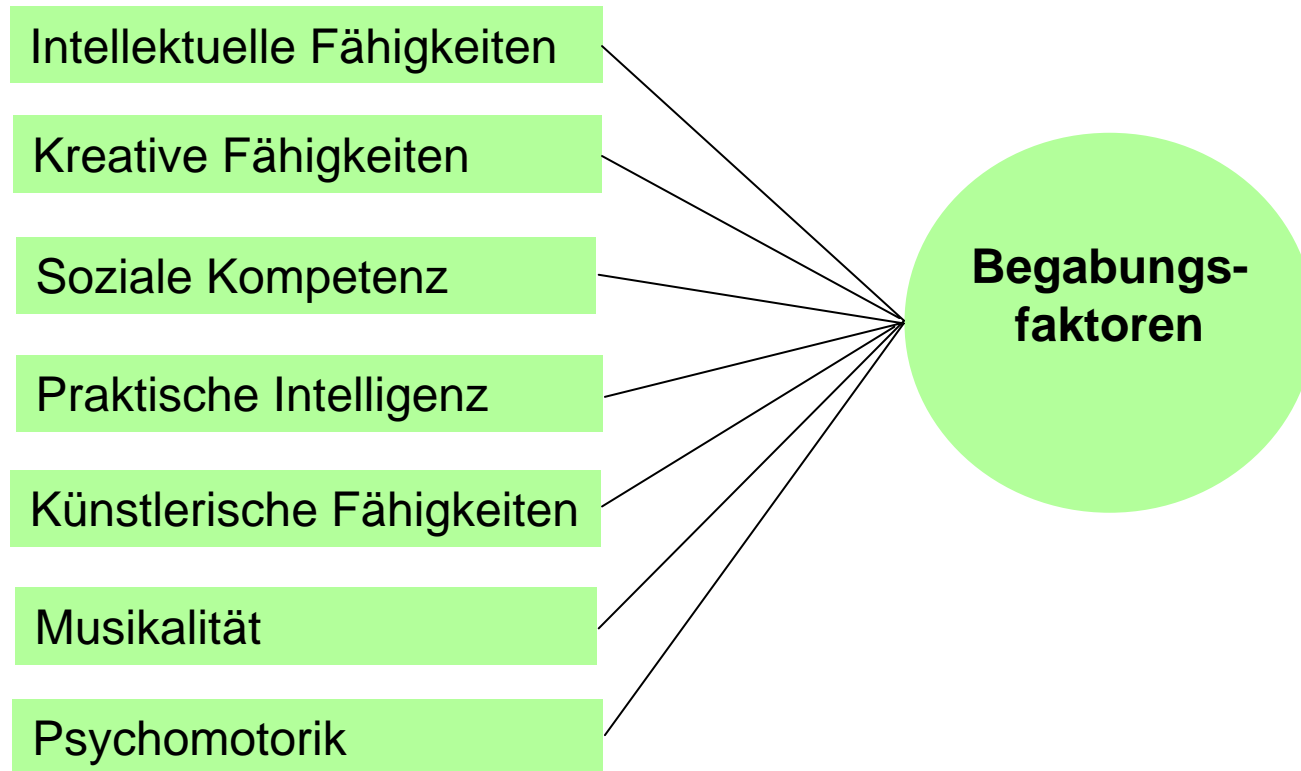 Intellektuelle Fähigkeiten
Kreative Fähigkeiten
Soziale Kompetenz
Praktische Intelligenz
Künstlerische Fähigkeiten
Musikalität
Psychomotorik
Begabungs-
faktoren